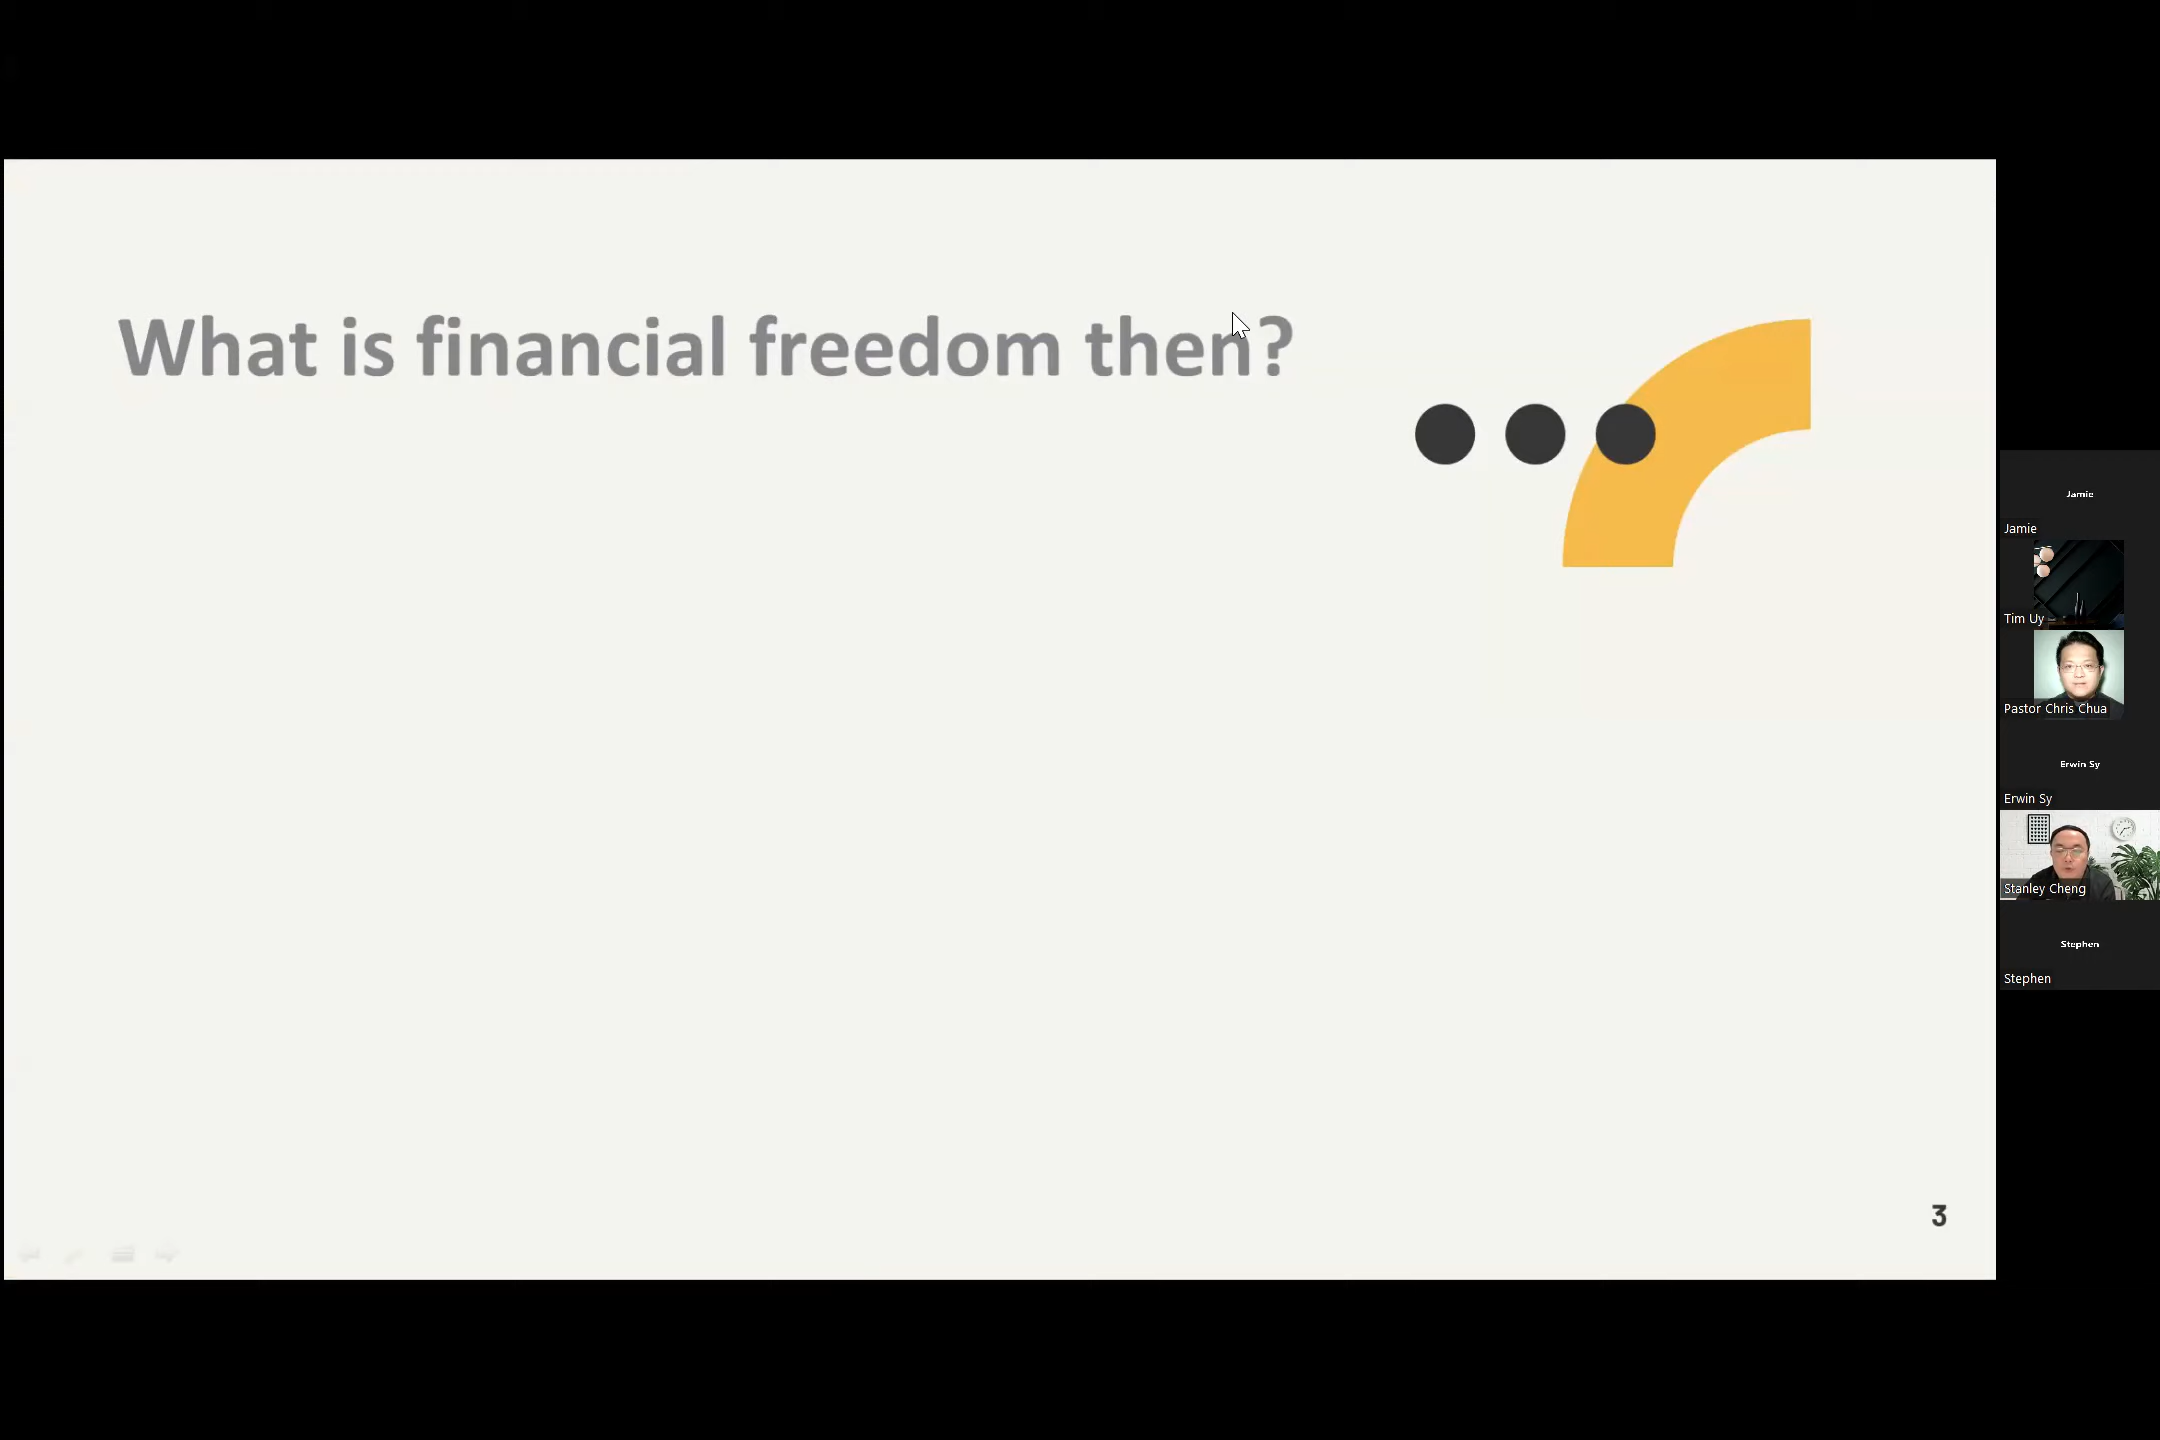 What is financial freedom then?
3
Jamie
Jamie
Tim Uy
Pastor Chris Chua
Erwin Sy
Erwin Sy
Stanley Cheng
Stephen
Stephen